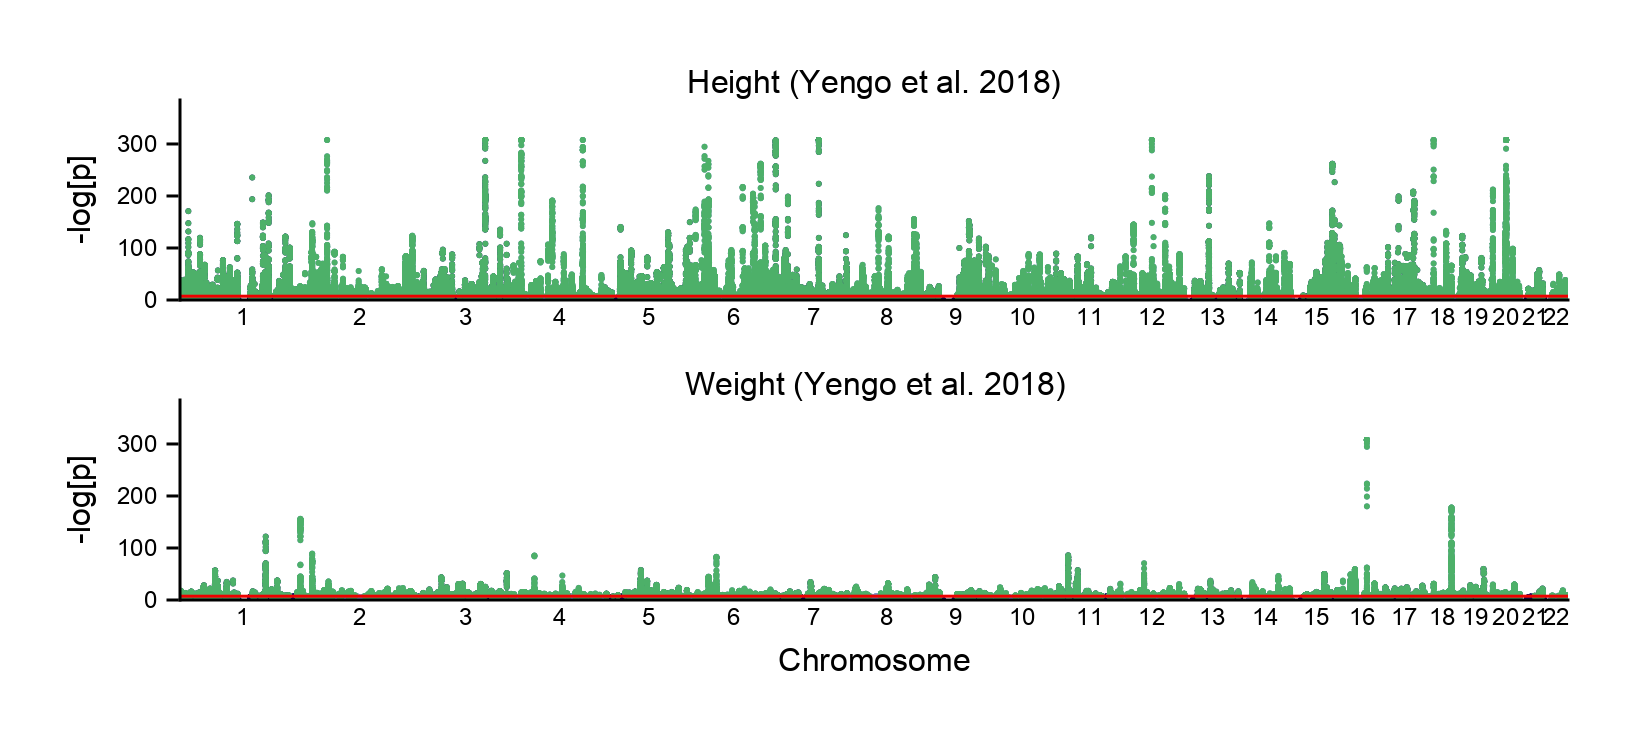 Height (Yengo et al. 2018)
-log[p]
300
200
100
0
1 2 3 4 5 6 7 8 9 10 11 12 13 14 15 16 17 18 19 20 21 22
Weight (Yengo et al. 2018)
-log[p]
300
200
100
0
1 2 3 4 5 6 7 8 9 10 11 12 13 14 15 16 17 18 19 20 21 22
Chromosome